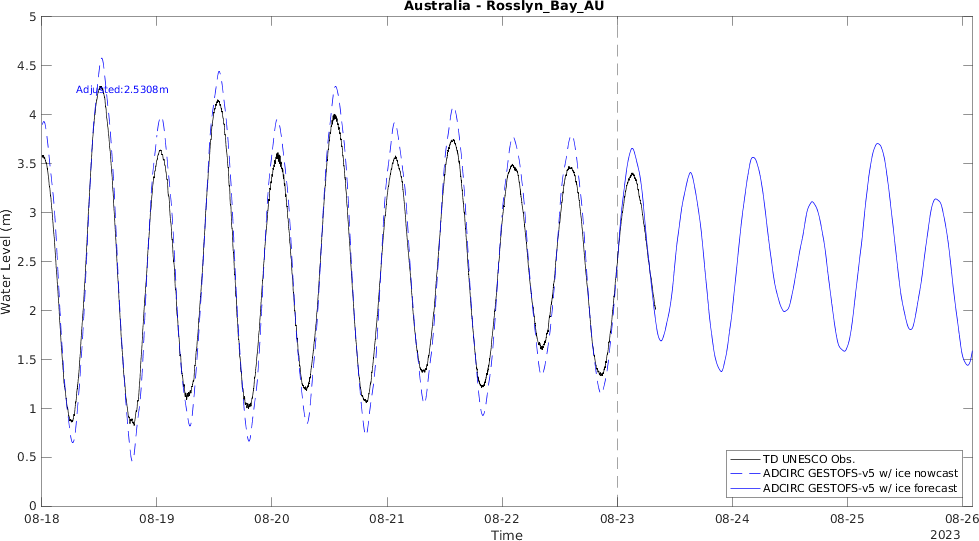 Australia - Rosslyn_Bay_AU
Water Level (m)
5
4.5
4
3.5
3
2.5
2
1.5
1
0.5
0
Adjusted:2.5308m
TD UNESCO Obs.
ADCIRC GESTOFS-v5 w/ ice nowcast
ADCIRC GESTOFS-v5 w/ ice forecast
08-18 08-19 08-20 08-21 08-22 08-23 08-24 08-25 08-26
Time
2023